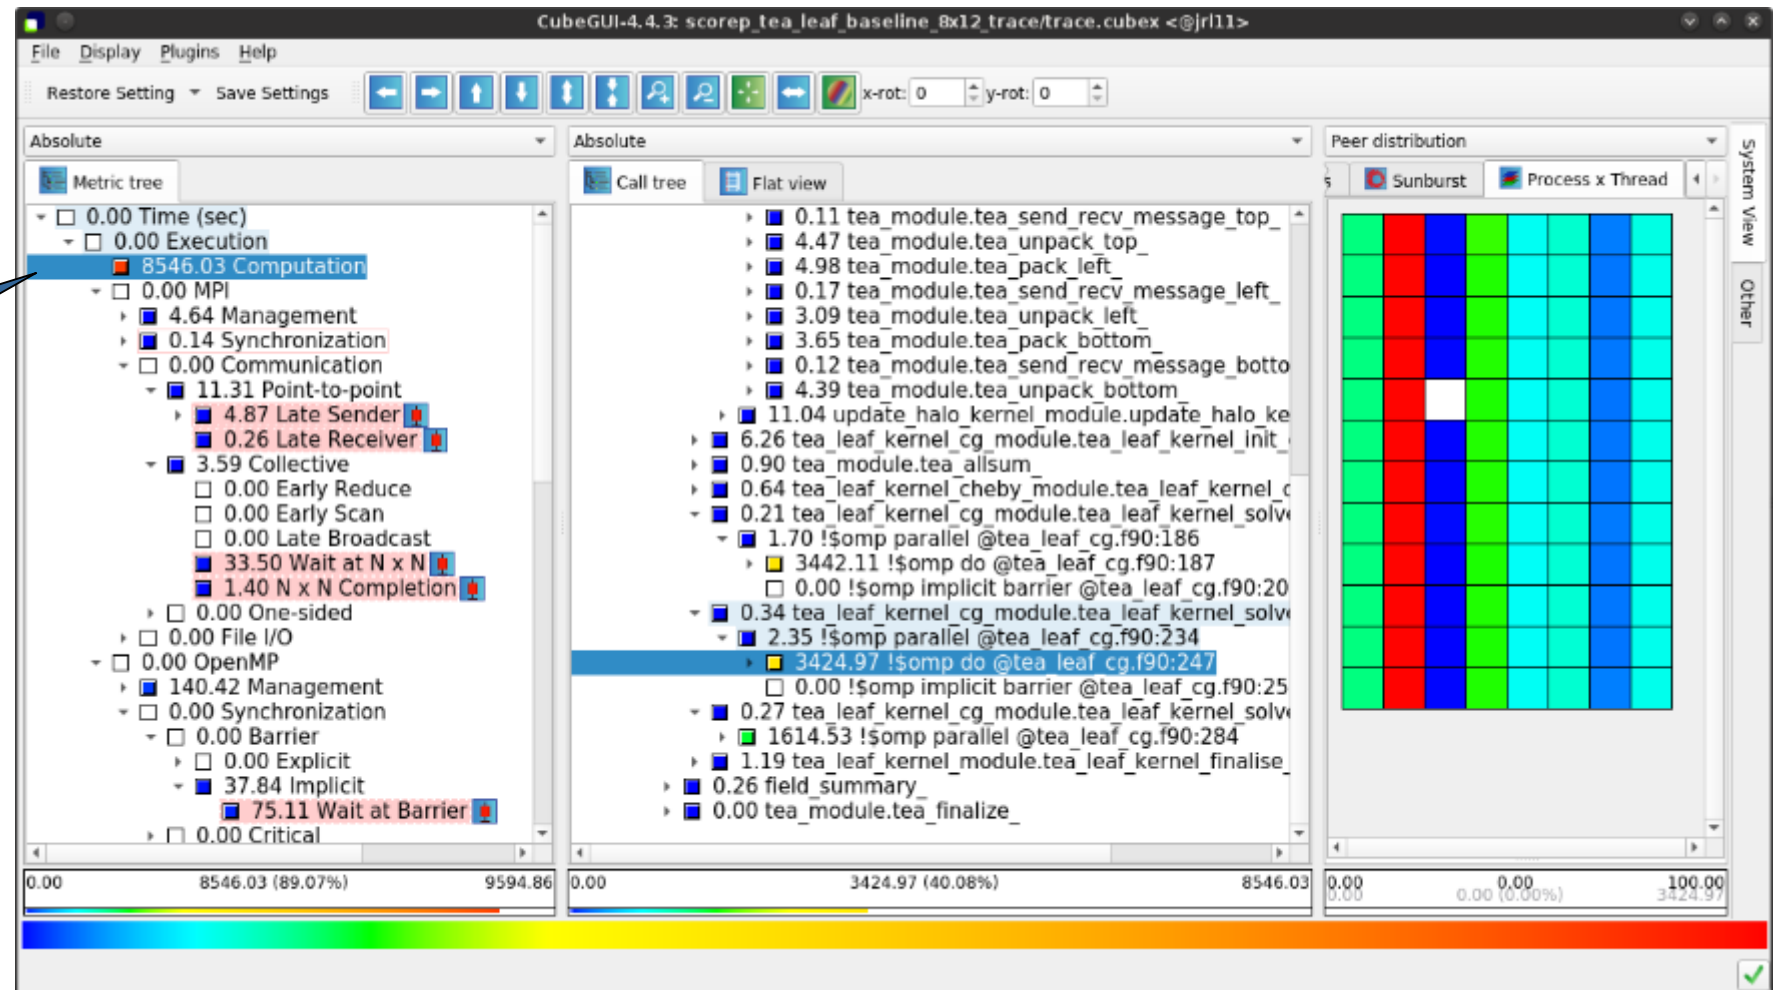 CubeGUI-4.4.3: scorep_tea_leaf_baseline_8x12_trace/trace.cubex <@jrl11>
File Display Plugins Help
Restore Setting Save Settings x-rot: 0 y-rot: 0
Absolute
Metric tree
0.00 Time (sec)
0.00 Execution
8546.03 Computation
0.00 MPI
4.64 Management
0.14 Synchronization
0.00 Communication
11.31 Point-to-point
4.87 Late Sender
0.26 Late Receiver
3.59 Collective
0.00 Early Reduce
0.00 Early Scan
0.00 Late Broadcast
33.50 Wait at N x N
1.40 N x N Completion
0.00 One-sided
0.00 File I/O
0.00 OpenMP
140.42 Management
0.00 Synchronization
0.00 Barrier
0.00 Explicit
37.84 Implicit
75.11 Wait at Barrier
0.00 Critical
0.00 8546.03 (89.07%) 9594.86
Absolute
Call tree Flat view
0.11 tea_module.tea_send_recv_message_top_
4.47 tea_module.tea_unpack_top_
4.98 tea_module.tea_pack_left_
0.17 tea_module.tea_send_recv_message_left_
3.09 tea_module.tea_unpack_left_
3.65 tea_module.tea_pack_bottom_
0.12 tea_module.tea_send_recv_message_botto
4.39 tea_module.tea_unpack_bottom_
11.04 update_halo_kernel_module.update_halo_ke
6.26 tea_leaf_kernel_cg_module.tea_leaf_kernel_init_
0.90 tea_module.tea_allsum_
0.64 tea_leaf_kernel_cheby_module.tea_leaf_kernel_c
0.21 tea_leaf_kernel_cg_module.tea_leaf_kernel_solve
1.70 !$omp parallel @tea_leaf_cg.f90:186
3442.11 !$omp do @tea_leaf_cg.f90:187
0.00 !$omp implicit barrier @tea_leaf_cg.f90:20
0.34 tea_leaf_kernel_cg_module.tea_leaf_kernel_solve
2.35 !$omp parallel @tea_leaf_cg.f90:234
3424.97 !$omp do @tea_leaf_cg.f90:247
0.00 !$omp implicit barrier @tea_leaf_cg.f90:25
0.27 tea_leaf_kernel_cg_module.tea_leaf_kernel_solve
1614.53 !$omp parallel @tea_leaf_cg.f90:284
1.19 tea_leaf_kernel_module.tea_leaf_kernel_finalise_
0.26 field_summary_
0.00 tea_module.tea_finalize_
0.00 3424.97 (40.08%) 8546.03
Peer distribution
s Sunburst Process x Thread
0.00 0.00 100.00
0.00 0.00 (0.00%) 3424.97
System View
Other